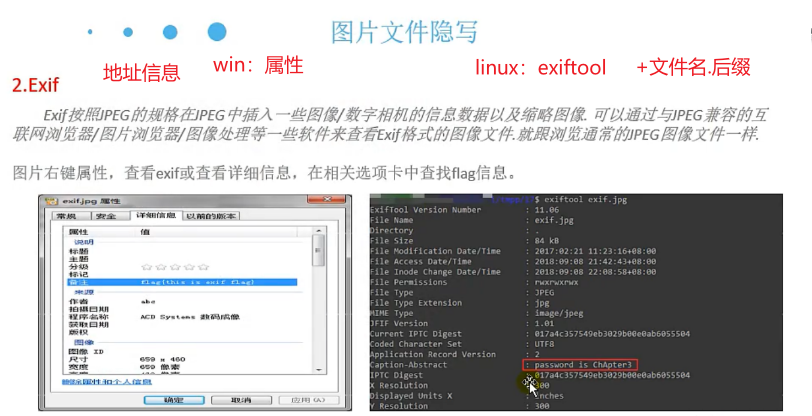 图片文件隐写
地址信息 win：属性 linux：exiftool +文件名.后缀
2.Exif
Exif按照JPEG的规格在JPEG中插入一些图像/数字相机的信息数据以及缩略图像. 可以通过与JPEG兼容的互
联网浏览器/图片浏览器/图像处理等一些软件来查看Exif格式的图像文件.就跟浏览通常的JPEG图像文件一样.
图片右键属性，查看exif或查看详细信息，在相关选项卡中查找flag信息。
exif.jpg 属性
常规 安全 详细信息 以前的版本
属性 值
说明
标题
主题
分级
标记
备注 flag{this is exif flag}
来源
作者 abc
拍摄日期
程序名称 ACD Systems 数码成像
获取日期
版权
图像
图像 ID
尺寸 659 x 460
宽度 659 像素
删除属性和个人信息
确定 取消 应用(A)
$ exiftool exif.jpg
ExifTool Version Number : 11.06
File Name : exif.jpg
Directory : .
File Size : 84 kB
File Modification Date/Time : 2017:02:21 11:23:16+08:00
File Access Date/Time : 2018:09:08 21:42:43+08:00
File Inode Change Date/Time : 2018:09:08 22:08:58+08:00
File Permissions : rwxrwxrwx
File Type : JPEG
File Type Extension : jpg
MIME Type : image/jpeg
JFIF Version : 1.01
Current IPTC Digest : 017a4c357549eb3029b00e0ab6055504
Coded Character Set : UTF8
Application Record Version : 2
Caption-Abstract : password is ChApter3
IPTC Digest : 017a4c357549eb3029b00e0ab6055504
X Resolution : 300
Displayed Units X : inches
Y Resolution : 300